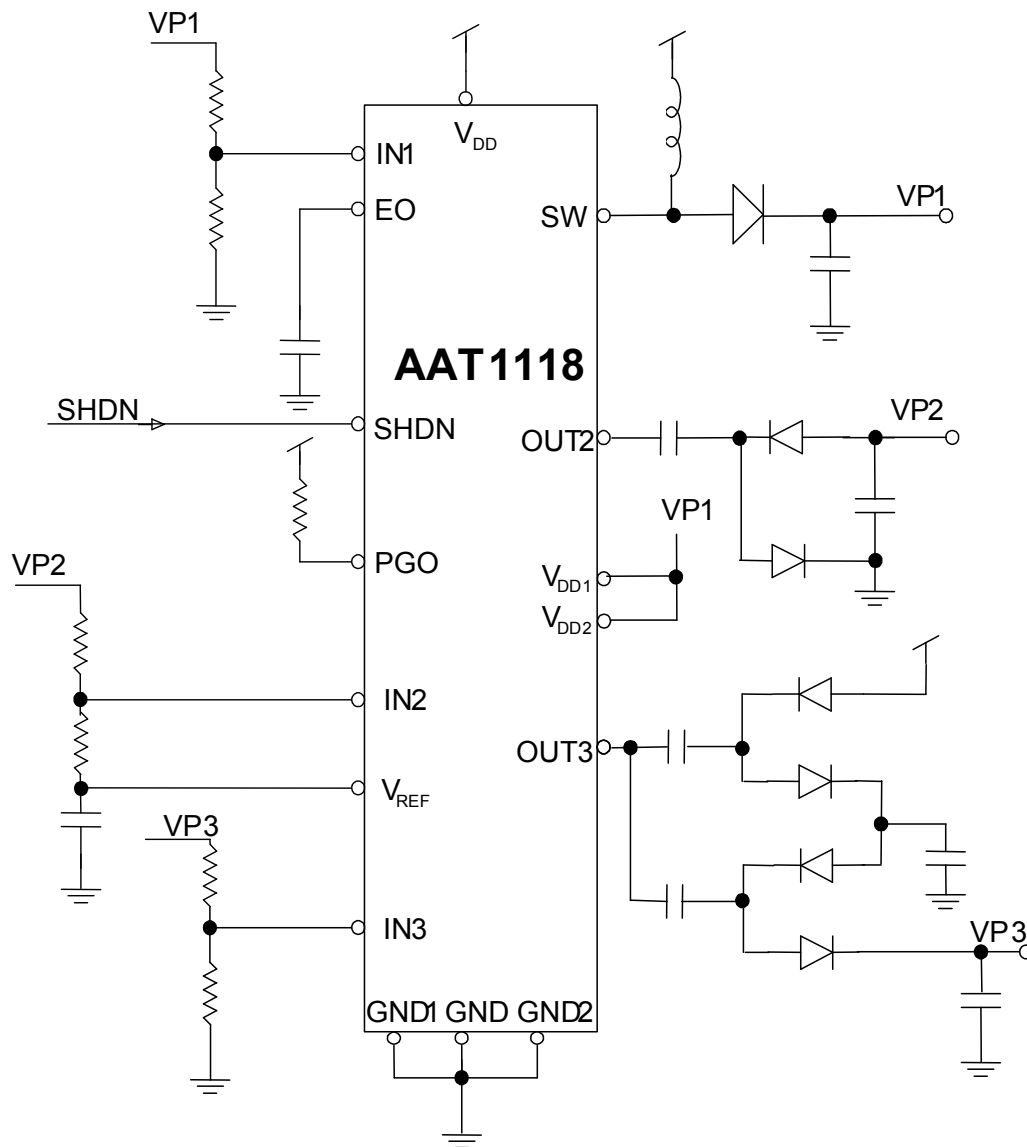 VP1
VDD
IN1
EO
SW
VP1
AAT1118
SHDN
SHDN
OUT2
VP2
VP1
PGO
VP2
VDD1
VDD2
IN2
OUT3
VREF
VP3
IN3
VP3
GND1 GND GND2